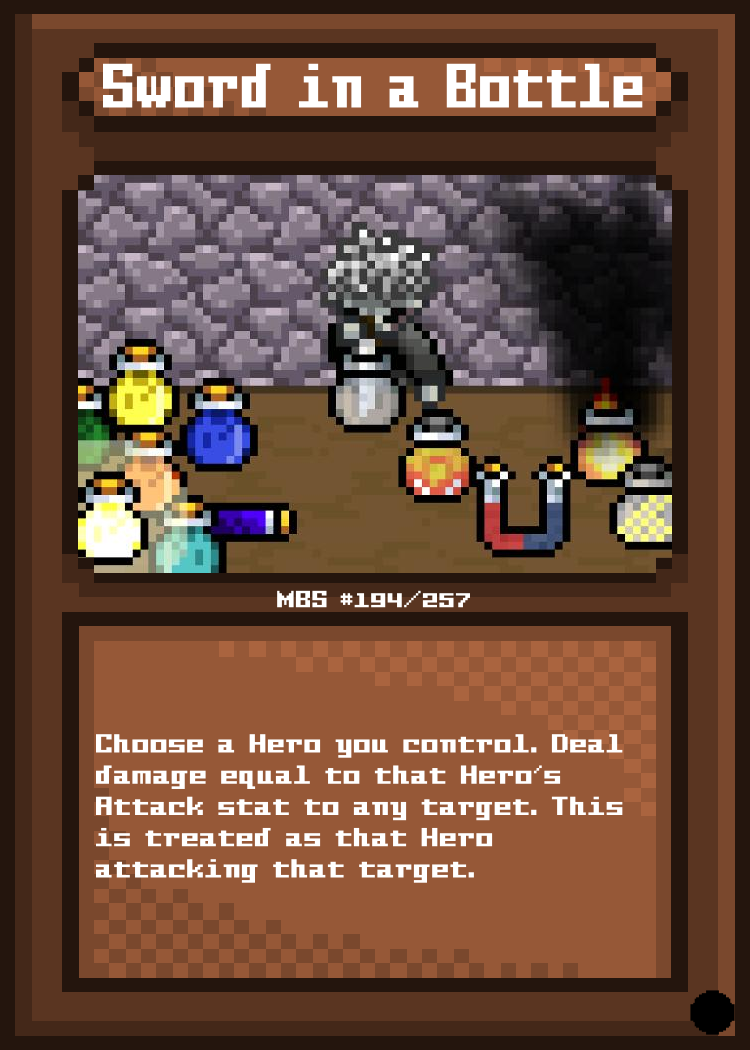 Sword in a Bottle
MBS #194/257
Choose a Hero you control. Deal
damage equal to that Hero's
Attack stat to any target. This
is treated as that Hero
attacking that target.